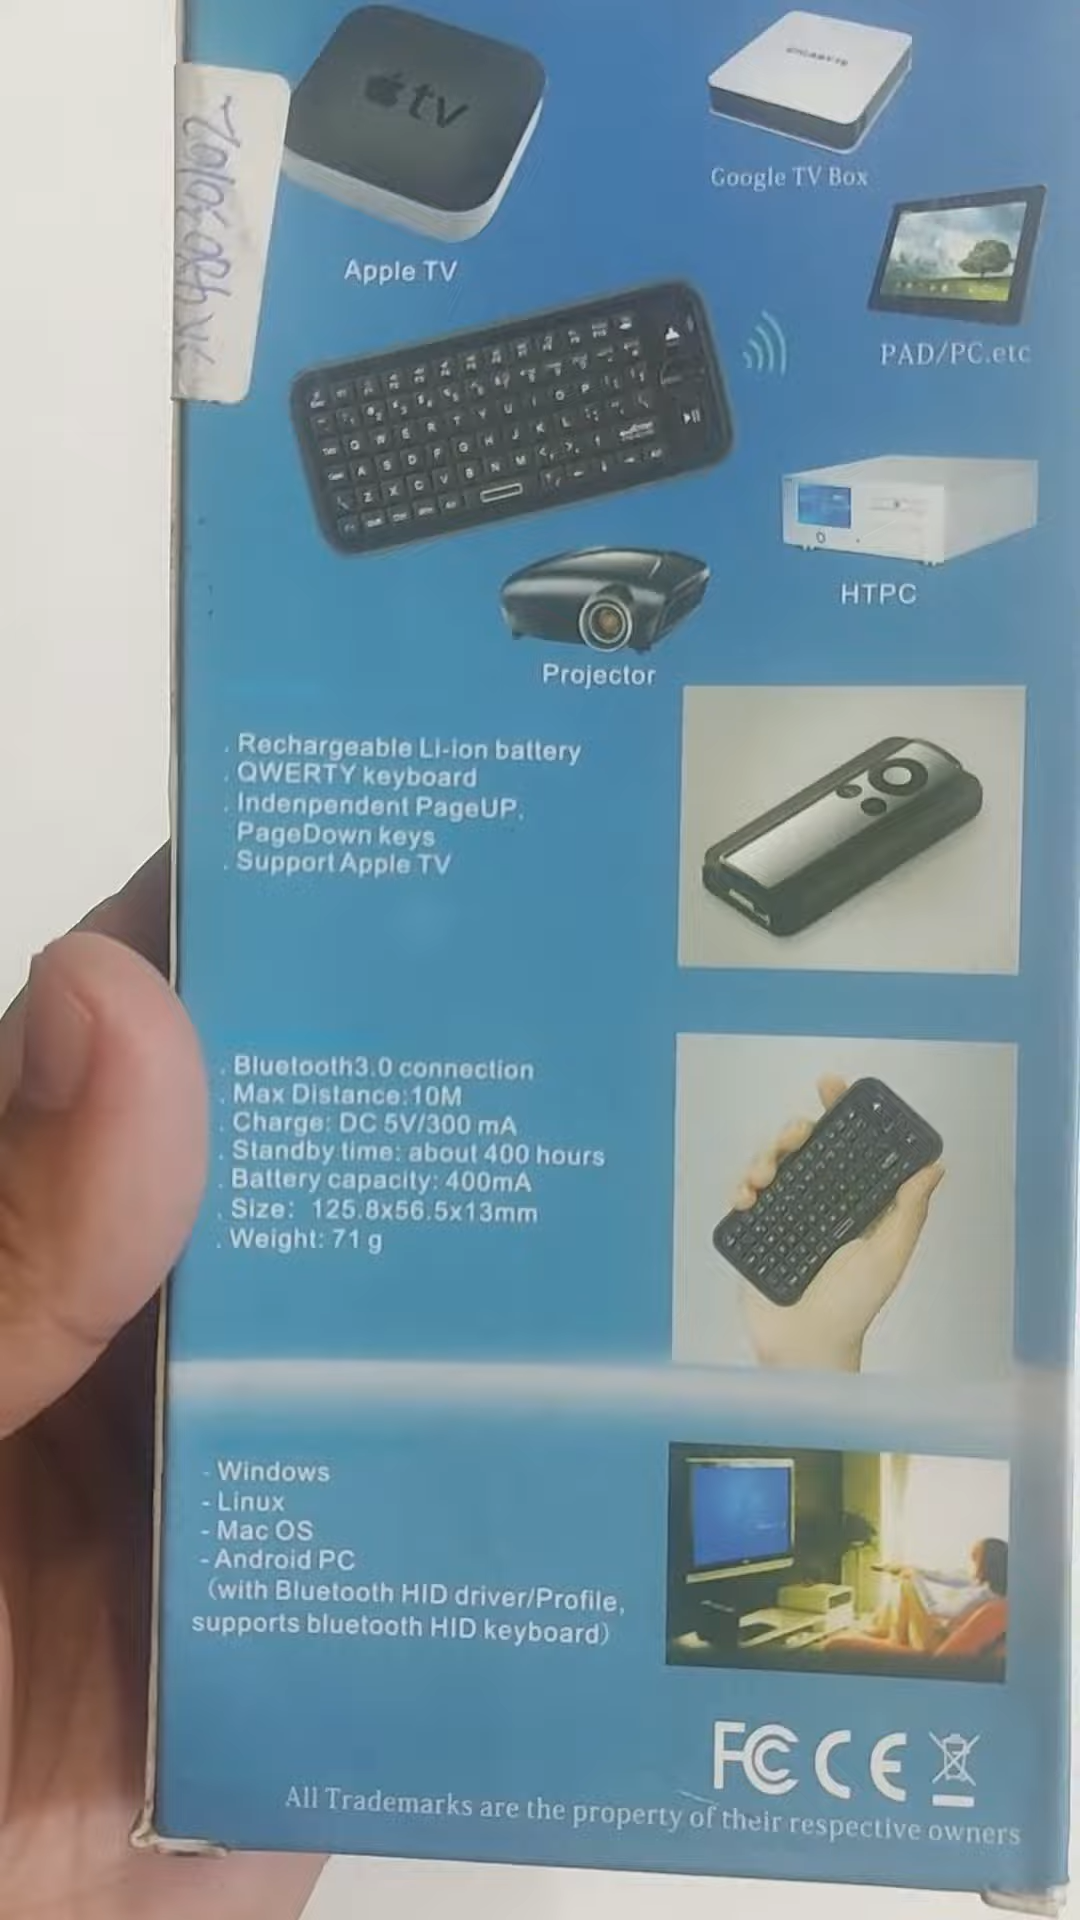 tv
GIGABYTE
Google TV Box
Apple TV
PAD/PC.etc
HTPC
Projector
. Rechargeable Li-ion battery
. QWERTY keyboard
. Indenpendent PageUP,
PageDown keys
. Support Apple TV
. Bluetooth3.0 connection
. Max Distance:10M
. Charge: DC 5V/300 mA
. Standby time: about 400 hours
. Battery capacity: 400mA
. Size: 125.8x56.5x13mm
. Weight: 71 g
- Windows
- Linux
- Mac OS
- Android PC
(with Bluetooth HID driver/Profile,
supports bluetooth HID keyboard)
FC CE
All Trademarks are the property of their respective owners